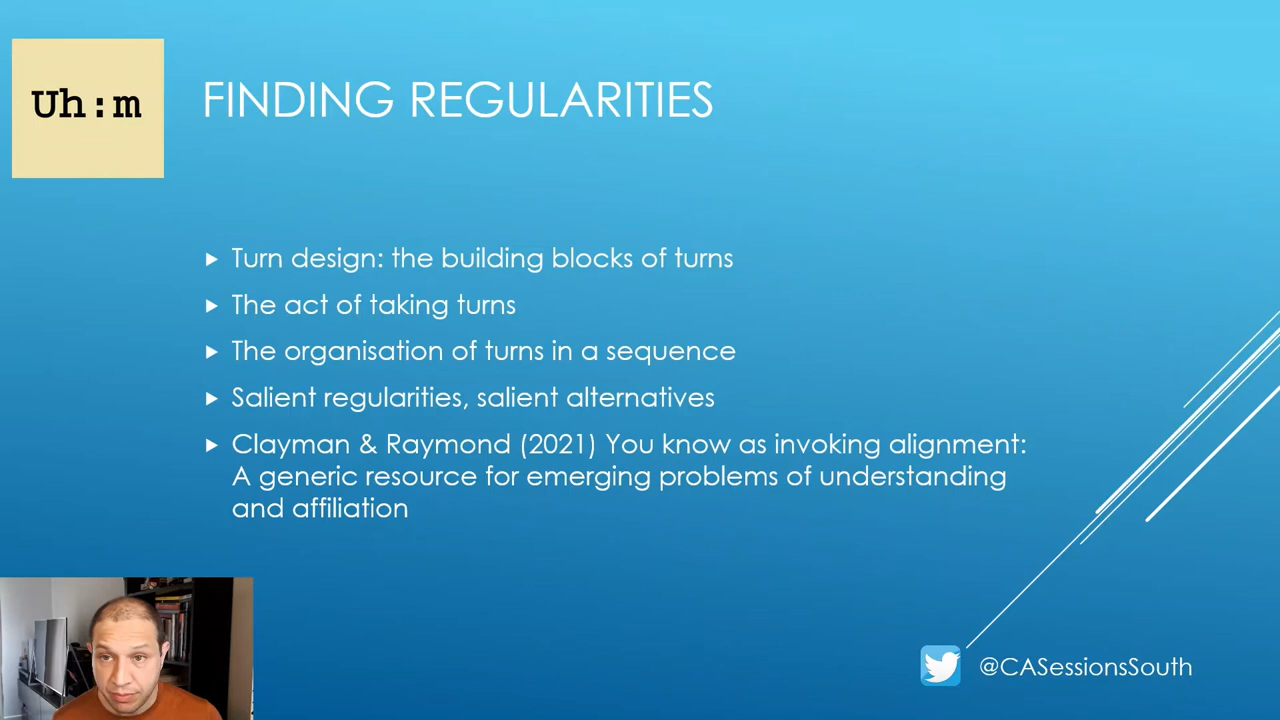 Uh:m
FINDING REGULARITIES
Turn design: the building blocks of turns
The act of taking turns
The organisation of turns in a sequence
Salient regularities, salient alternatives
Clayman & Raymond (2021) You know as invoking alignment:
A generic resource for emerging problems of understanding
and affiliation
@CASessionsSouth